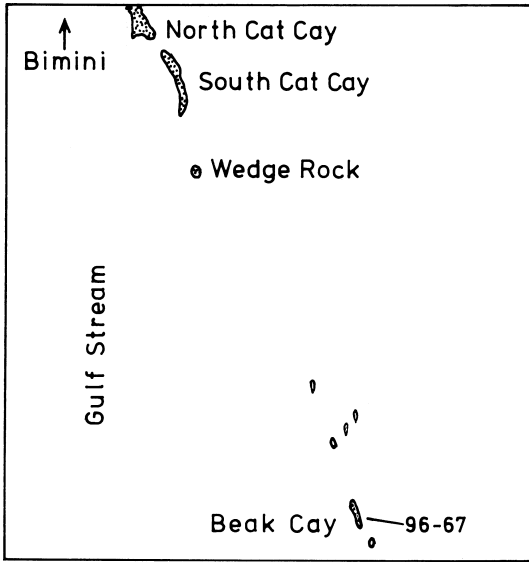 North Cat Cay
Bimini
South Cat Cay
Wedge Rock
Gulf Stream
Beak Cay
96-67